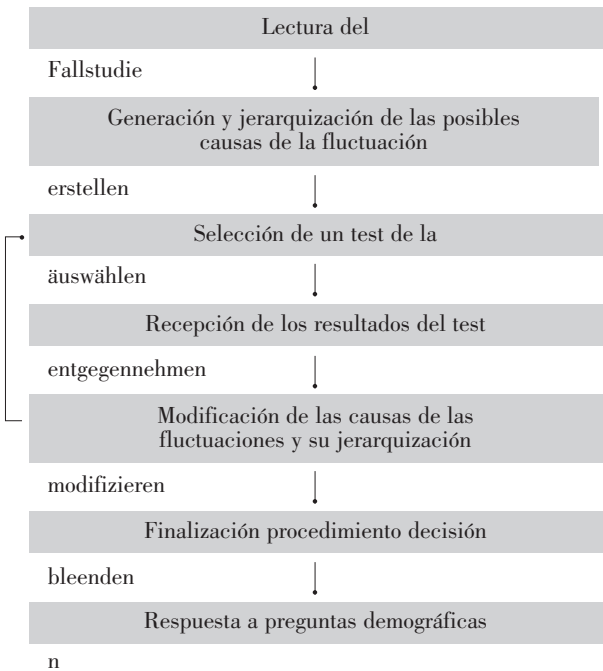 Lectura del
Fallstudie
Generación y jerarquización de las posibles
causas de la fluctuación
erstellen
Selección de un test de la
äuswählen
Recepción de los resultados del test
entgegennehmen
Modificación de las causas de las
fluctuaciones y su jerarquización
modifizieren
Finalización procedimiento decisión
bleenden
Respuesta a preguntas demográficas
n